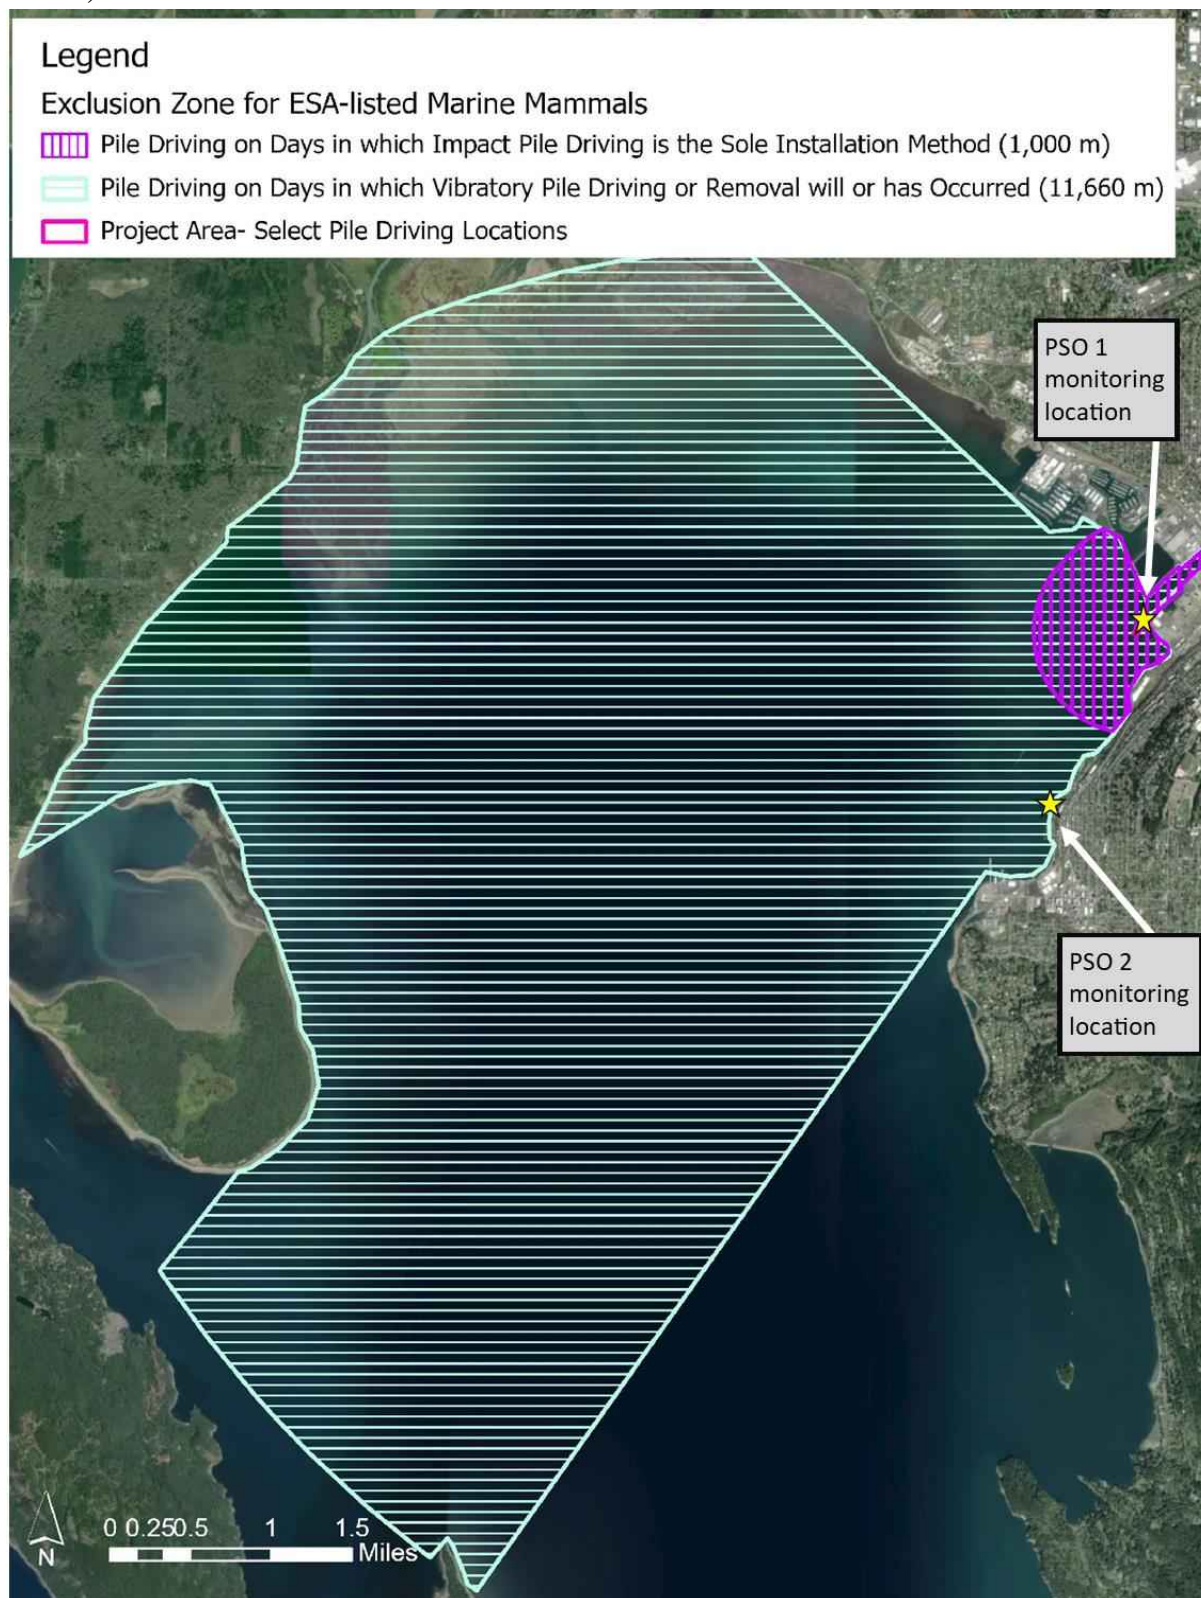 Legend
Exclusion Zone for ESA-listed Marine Mammals
Pile Driving on Days in which Impact Pile Driving is the Sole Installation Method (1,000 m)
Pile Driving on Days in which Vibratory Pile Driving or Removal will or has Occurred (11,660 m)
Project Area- Select Pile Driving Locations
PSO 1
monitoring
location
PSO 2
monitoring
location
0 0.25 0.5 1 1.5
Miles
N